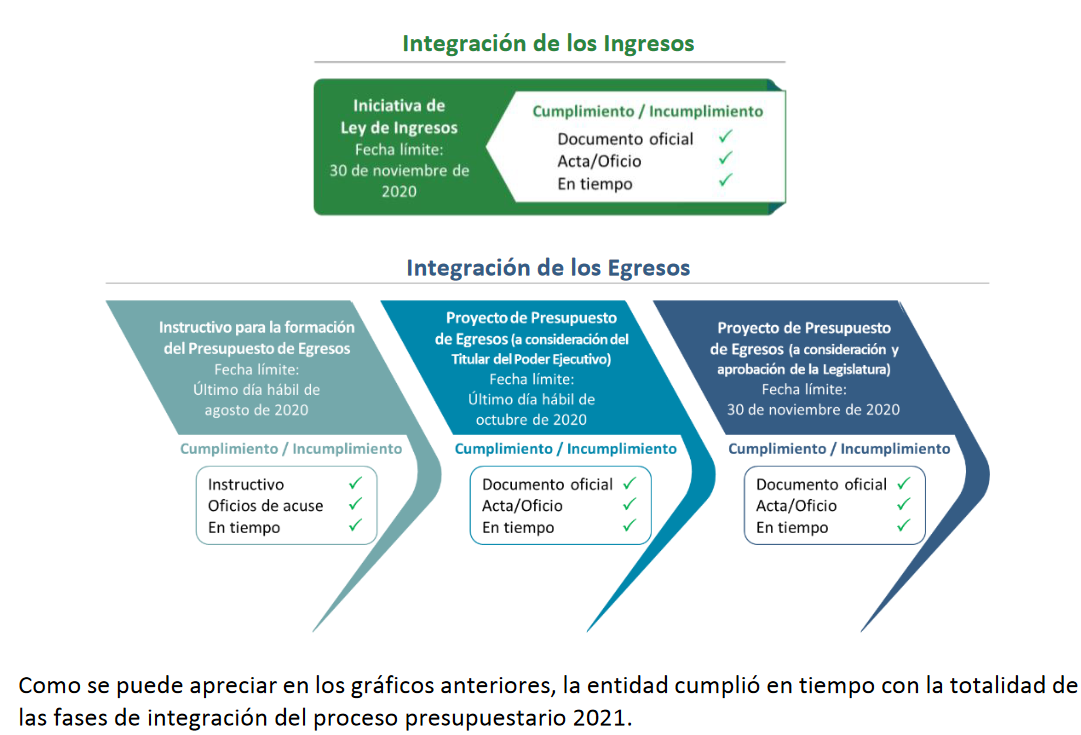 Integración de los Ingresos
Iniciativa de
Ley de Ingresos
Fecha límite:
30 de noviembre de
2020
Cumplimiento / Incumplimiento
Documento oficial ✓
Acta/Oficio ✓
En tiempo ✓
Integración de los Egresos
Instructivo para la formación
del Presupuesto de Egresos
Fecha límite:
Último día hábil de
agosto de 2020
Cumplimiento / Incumplimiento
Instructivo ✓
Oficios de acuse ✓
En tiempo ✓
Proyecto de Presupuesto
de Egresos (a consideración del
Titular del Poder Ejecutivo)
Fecha límite:
Último día hábil de
octubre de 2020
Cumplimiento / Incumplimiento
Documento oficial ✓
Acta/Oficio ✓
En tiempo ✓
Proyecto de Presupuesto
de Egresos (a consideración y
aprobación de la Legislatura)
Fecha límite:
30 de noviembre de 2020
Cumplimiento / Incumplimiento
Documento oficial ✓
Acta/Oficio ✓
En tiempo ✓
Como se puede apreciar en los gráficos anteriores, la entidad cumplió en tiempo con la totalidad de
las fases de integración del proceso presupuestario 2021.